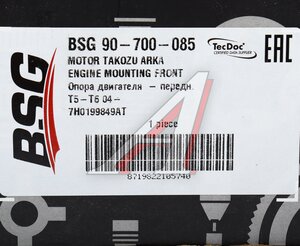 BSG
BSG 90-700-085
MOTOR TAKOZU ARKA
ENGINE MOUNTING FRONT
Опора двигателя - передн.
T5-T6 04-
7H0199849AT
1 piece
8719822105740
TecDoc
CERTIFIED DATA SUPPLIER
EAC